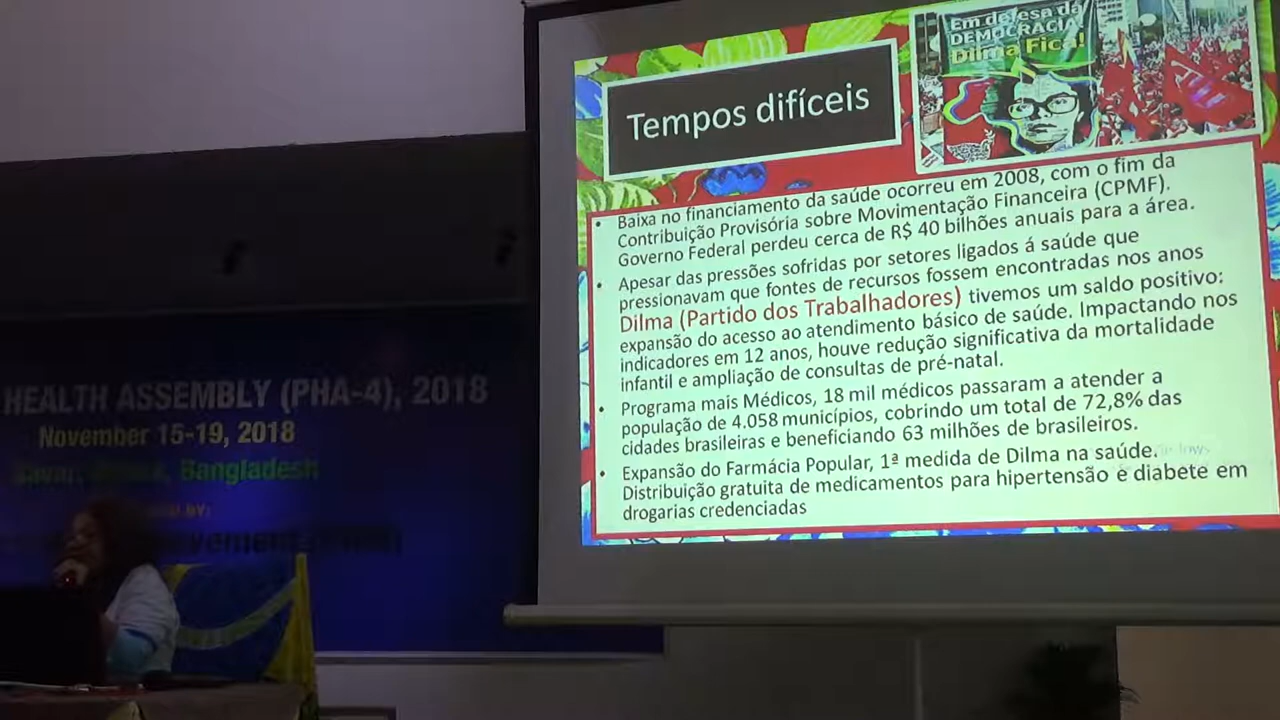 Em defesa da
DEMOCRACIA
Dilma Fica!
Tempos difíceis
• Baixa no financiamento da saúde ocorreu em 2008, com o fim da
Contribuição Provisória sobre Movimentação Financeira (CPMF).
Governo Federal perdeu cerca de R$ 40 bilhões anuais para a área.
• Apesar das pressões sofridas por setores ligados á saúde que
pressionavam que fontes de recursos fossem encontradas nos anos
Dilma (Partido dos Trabalhadores) tivemos um saldo positivo:
expansão do acesso ao atendimento básico de saúde. Impactando nos
indicadores em 12 anos, houve redução significativa da mortalidade
infantil e ampliação de consultas de pré-natal.
• Programa mais Médicos, 18 mil médicos passaram a atender a
população de 4.058 municípios, cobrindo um total de 72,8% das
cidades brasileiras e beneficiando 63 milhões de brasileiros.
• Expansão do Farmácia Popular, 1ª medida de Dilma na saúde.
Distribuição gratuita de medicamentos para hipertensão e diabete em
drogarias credenciadas
HEALTH ASSEMBLY (PHA-4), 2018
November 15-19, 2018
Bangladesh